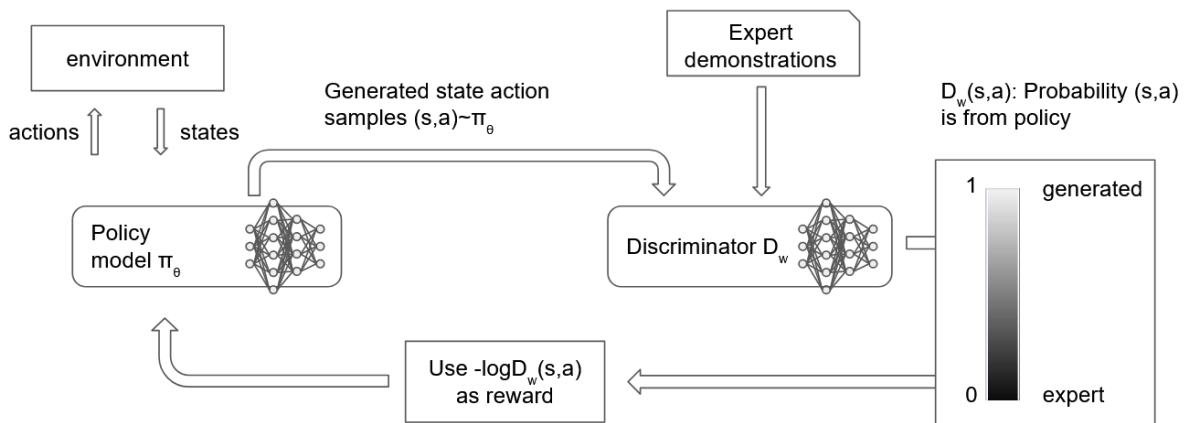 environment
actions
states
Generated state action
samples (s,a)~π_θ
Expert
demonstrations
D_w(s,a): Probability (s,a)
is from policy
Policy
model π_θ
Discriminator D_w
1
generated
0
expert
Use -logD_w(s,a)
as reward